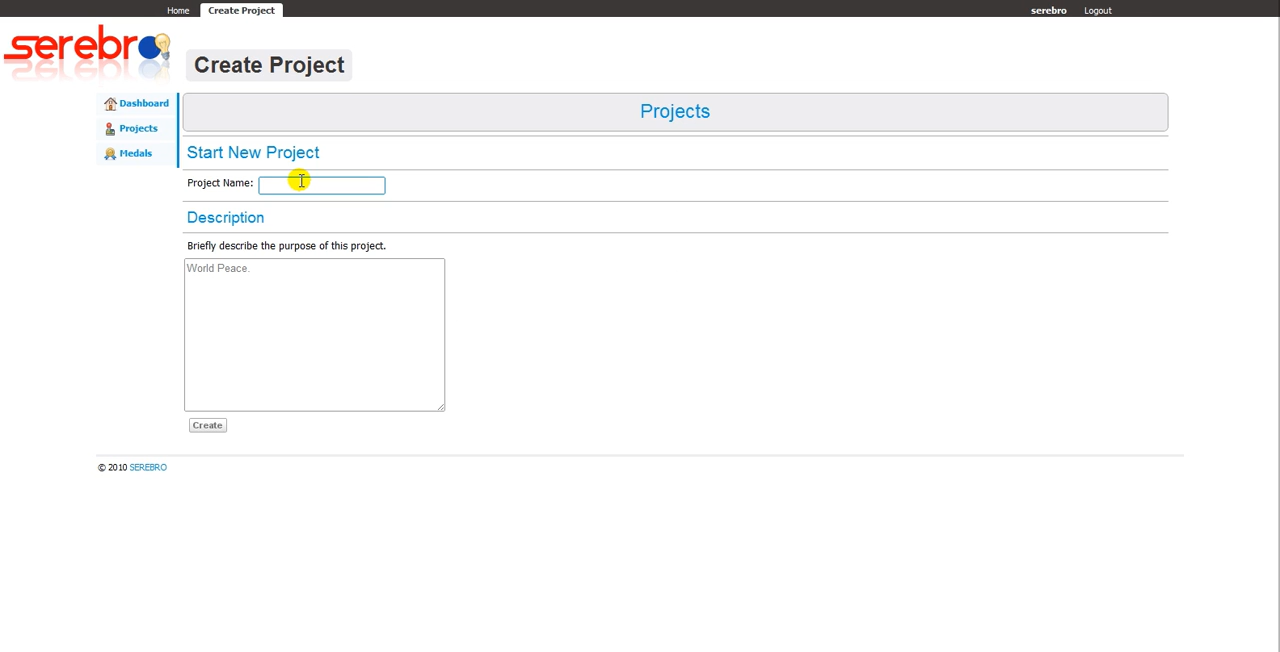 Home Create Project serebro Logout
serebro
Create Project
Dashboard
Projects
Medals
Projects
Start New Project
Project Name:
Description
Briefly describe the purpose of this project.
World Peace.
Create
© 2010 SEREBRO